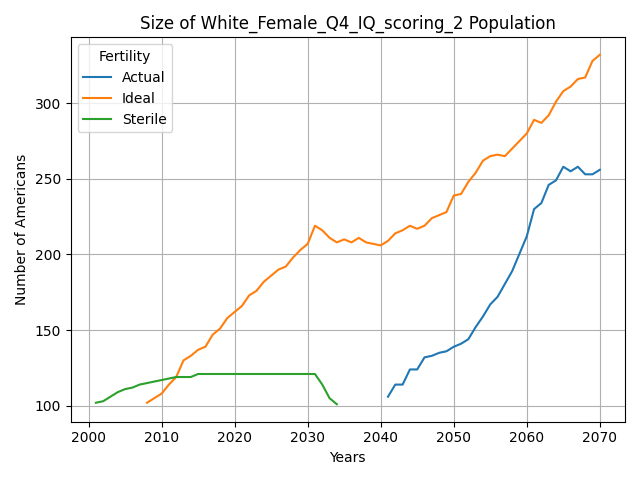 Size of White_Female_Q4_IQ_scoring_2 Population
Fertility
Actual
Ideal
Sterile
Number of Americans
300
250
200
150
100
2000 2010 2020 2030 2040 2050 2060 2070
Years